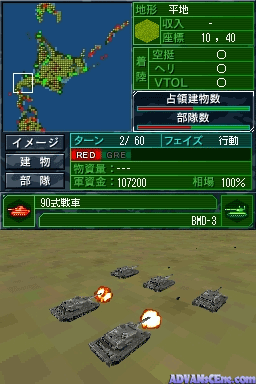 地形 平地
収入 -
座標 10 , 40
着陸
空挺 ○
ヘリ ○
VTOL ○
占領建物数
部隊数
イメージ
建物
部隊
ターン 2/ 60 フェイズ 行動
RED GRE
物資量：---
軍資金：107200 相場 100%
90式戦車
BMD-3
ADVANsCEne.com